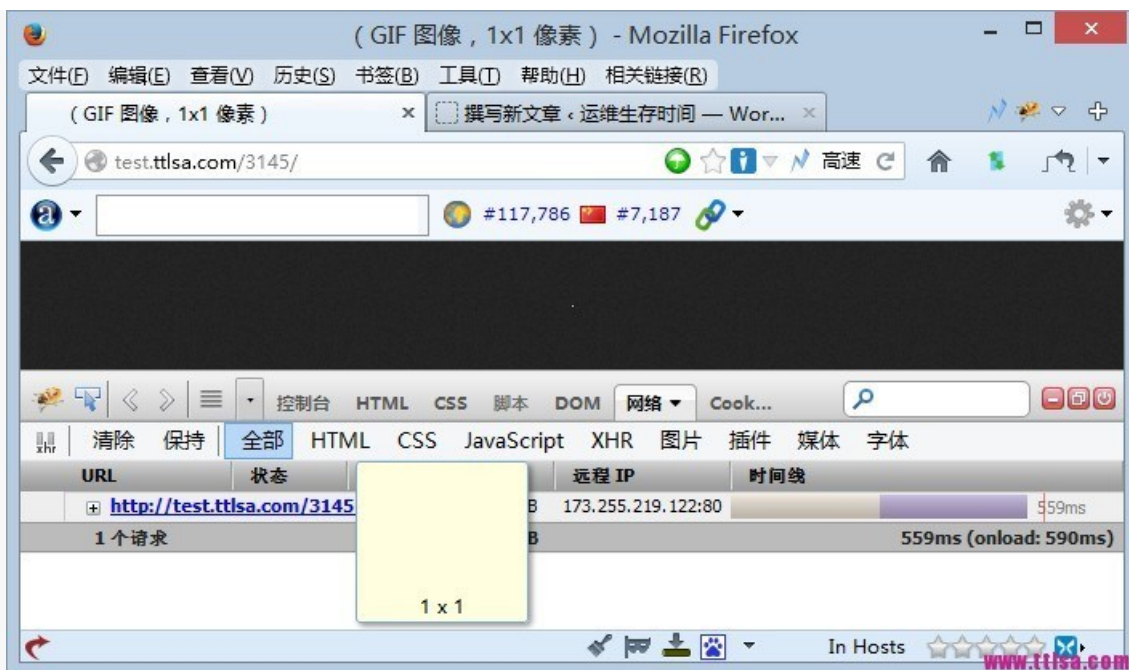 (GIF 图像，1x1 像素) - Mozilla Firefox
文件(F) 编辑(E) 查看(V) 历史(S) 书签(B) 工具(T) 帮助(H) 相关链接(R)
(GIF 图像，1x1 像素) × 撰写新文章 ‹ 运维生存时间 — Wor... ×
test.ttlsa.com/3145/ 高速
a #117,786 #7,187
控制台 HTML CSS 脚本 DOM 网络 Cook...
xhr 清除 保持 全部 HTML CSS JavaScript XHR 图片 插件 媒体 字体
URL 状态 远程 IP 时间线
http://test.ttlsa.com/3145 B 173.255.219.122:80 559ms
1 个请求 B 559ms (onload: 590ms)
1 x 1
In Hosts
www.ttlsa.com